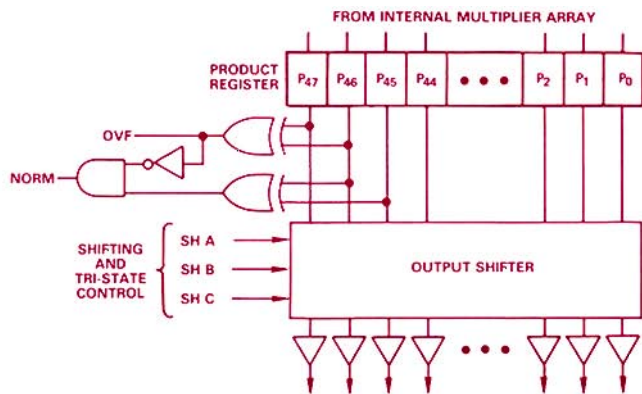 FROM INTERNAL MULTIPLIER ARRAY
PRODUCT
REGISTER
P47 P46 P45 P44 P2 P1 P0
OVF
NORM
SHIFTING
AND
TRI-STATE
CONTROL
SH A
SH B
SH C
OUTPUT SHIFTER